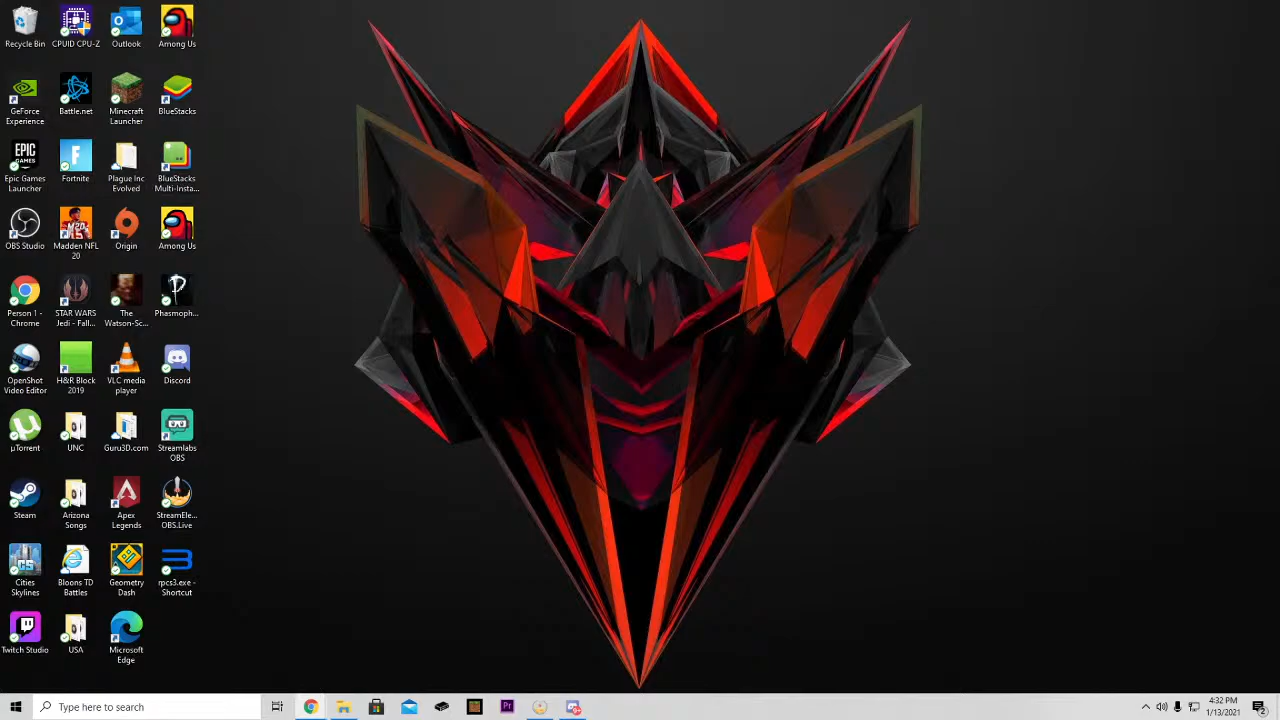 Recycle Bin
CPUID CPU-Z
Outlook
Among Us
GeForce
Experience
Battle.net
Minecraft
Launcher
BlueStacks
EPIC
GAMES
Epic Games
Launcher
Fortnite
Plague Inc
Evolved
BlueStacks
Multi-Insta...
OBS Studio
Madden NFL
20
Origin
Among Us
Person 1 -
Chrome
STAR WARS
Jedi - Fall...
The
Watson-Sc...
Phasmoph...
OpenShot
Video Editor
H&R Block
2019
VLC media
player
Discord
µTorrent
UNC
Guru3D.com
Streamlabs
OBS
Steam
Arizona
Songs
Apex
Legends
StreamEle...
OBS.Live
Cities
Skylines
Bloons TD
Battles
Geometry
Dash
rpcs3.exe -
Shortcut
Twitch Studio
USA
Microsoft
Edge
Type here to search
Pr
4:32 PM
1/13/2021
2